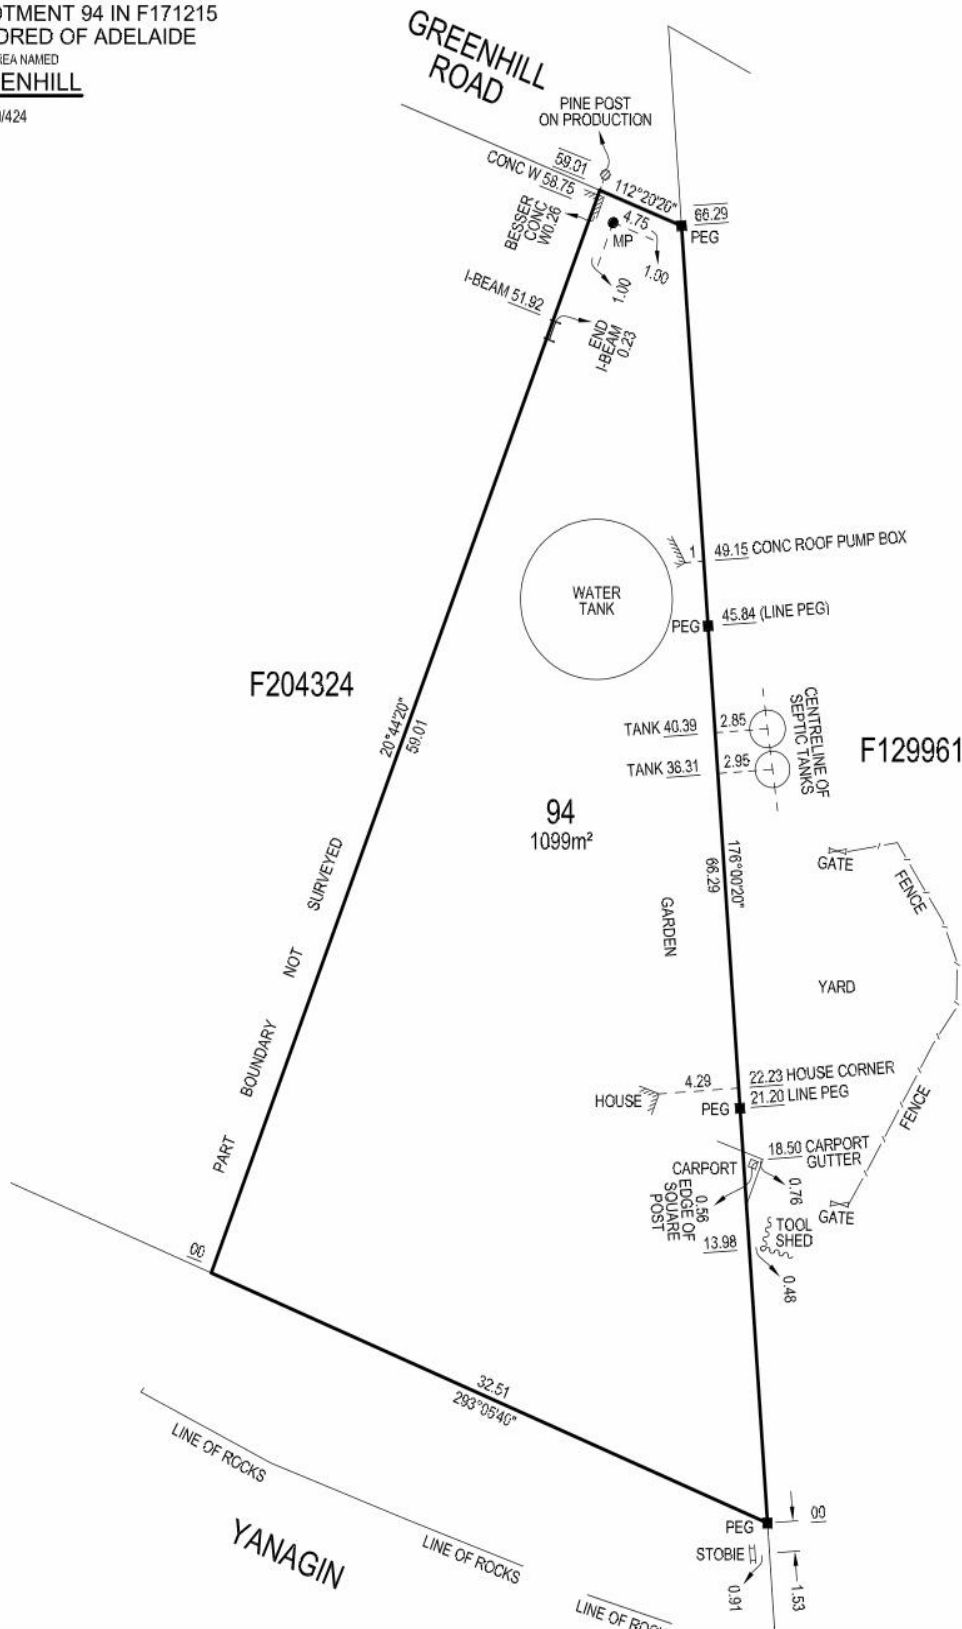 OTMENT 94 IN F171215
DRED OF ADELAIDE
REA NAMED
ENHILL
/424
GREENHILL
ROAD
PINE POST
ON PRODUCTION
59.01
CONC W 58.75
112°20'20"
66.29
PEG
BESSER
CONC
W0.26
4.75
MP
1.00
1.00
I-BEAM 51.92
END
I-BEAM
0.23
1
49.15 CONC ROOF PUMP BOX
WATER
TANK
PEG
45.84 (LINE PEG)
F204324
20°44'20"
59.01
TANK 40.39
2.85
TANK 38.31
2.95
CENTRELINE OF
SEPTIC TANKS
F129961
94
1099m²
176°00'20"
66.29
GATE
FENCE
GARDEN
YARD
PART BOUNDARY NOT SURVEYED
HOUSE
4.29
22.23 HOUSE CORNER
PEG
21.20 LINE PEG
FENCE
18.50 CARPORT
GUTTER
CARPORT
0.76
0.56
EDGE OF
SQUARE
POST
GATE
TOOL
SHED
13.98
0.48
00
32.51
293°05'40"
LINE OF ROCKS
PEG
00
YANAGIN
LINE OF ROCKS
STOBIE
0.91
1.53
LINE OF ROC